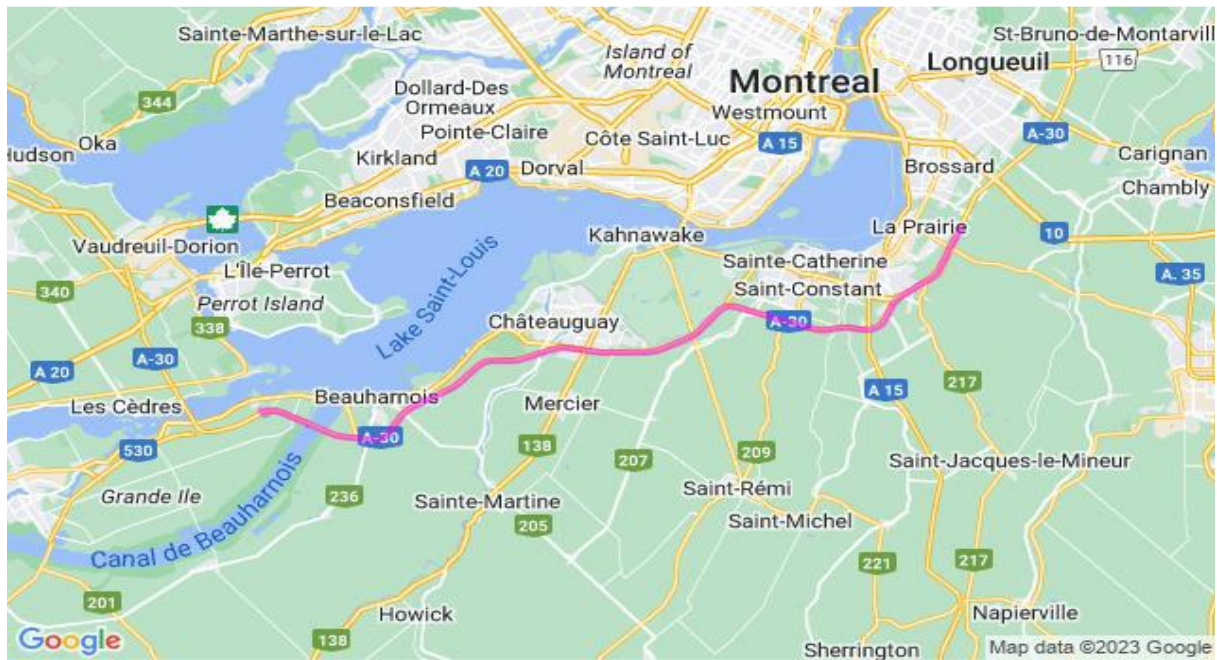 Sainte-Marthe-sur-le-Lac
Island of
Montreal
St-Bruno-de-Montarvill
Longueuil
116
Montreal
Dollard-Des
Ormeaux
344
Westmount
Pointe-Claire
Côte Saint-Luc
A 15
A-30
Oka
Hudson
Kirkland
A 20
Dorval
Brossard
Carignan
Chambly
Beaconsfield
Vaudreuil-Dorion
Kahnawake
La Prairie
10
L'Île-Perrot
Sainte-Catherine
A. 35
340
Perrot Island
Lake Saint-Louis
Saint-Constant
338
Châteauguay
A-30
A-30
A 20
A 15
217
Les Cèdres
Beauharnois
Mercier
530
A-30
138
207
209
Saint-Jacques-le-Mineur
Grande Ile
236
Sainte-Martine
Saint-Rémi
205
Saint-Michel
Canal de Beauharnois
221
217
201
Howick
Napierville
138
Sherrington
Google
Map data ©2023 Google